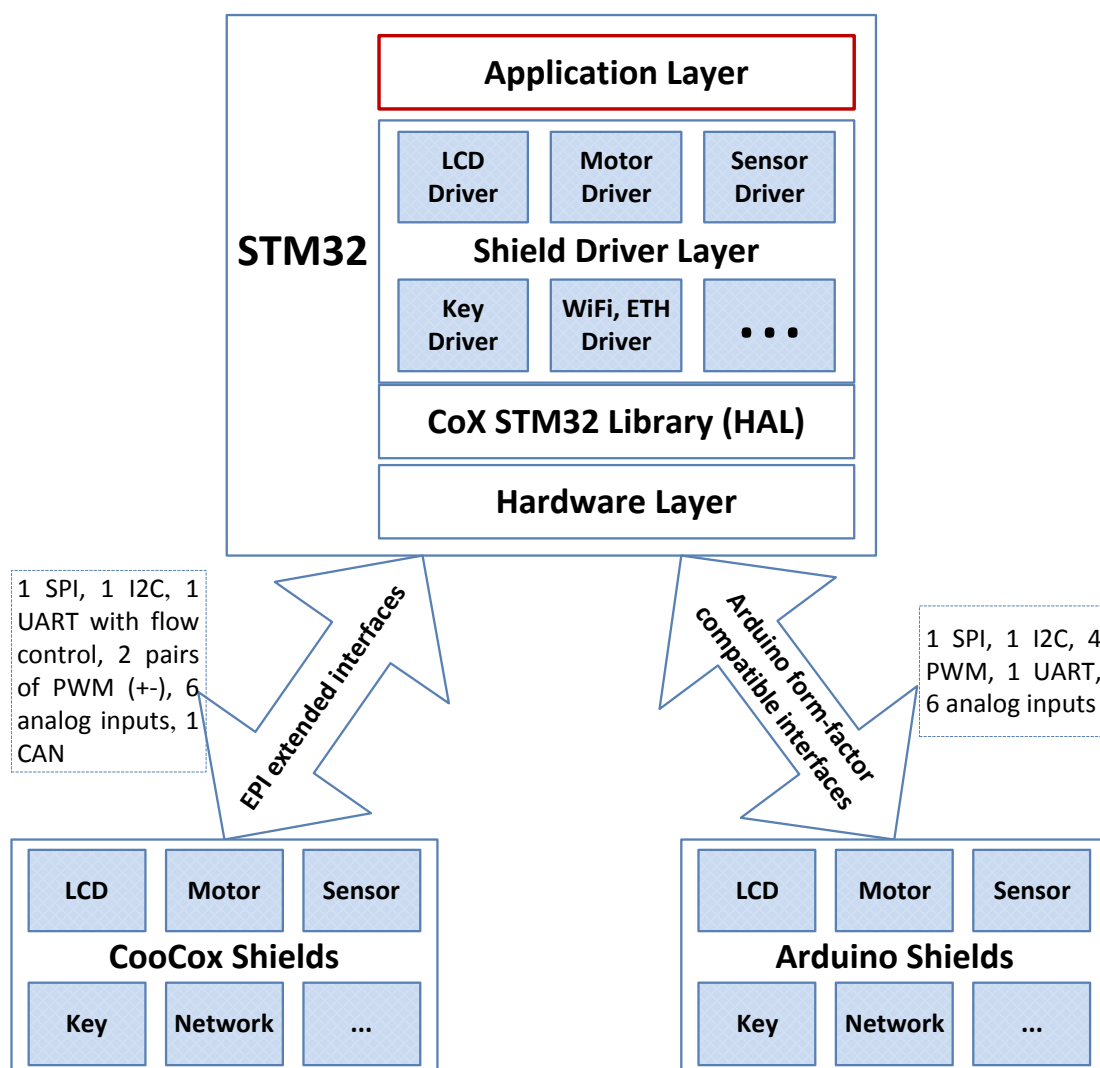 Application Layer
LCD
Driver
Motor
Driver
Sensor
Driver
STM32
Shield Driver Layer
Key
Driver
WiFi, ETH
Driver
...
CoX STM32 Library (HAL)
Hardware Layer
1 SPI, 1 I2C, 1
UART with flow
control, 2 pairs
of PWM (+-), 6
analog inputs, 1
CAN
EPI extended interfaces
Arduino form-factor
compatible interfaces
1 SPI, 1 I2C, 4
PWM, 1 UART,
6 analog inputs
LCD
Motor
Sensor
CooCox Shields
Key
Network
...
LCD
Motor
Sensor
Arduino Shields
Key
Network
...